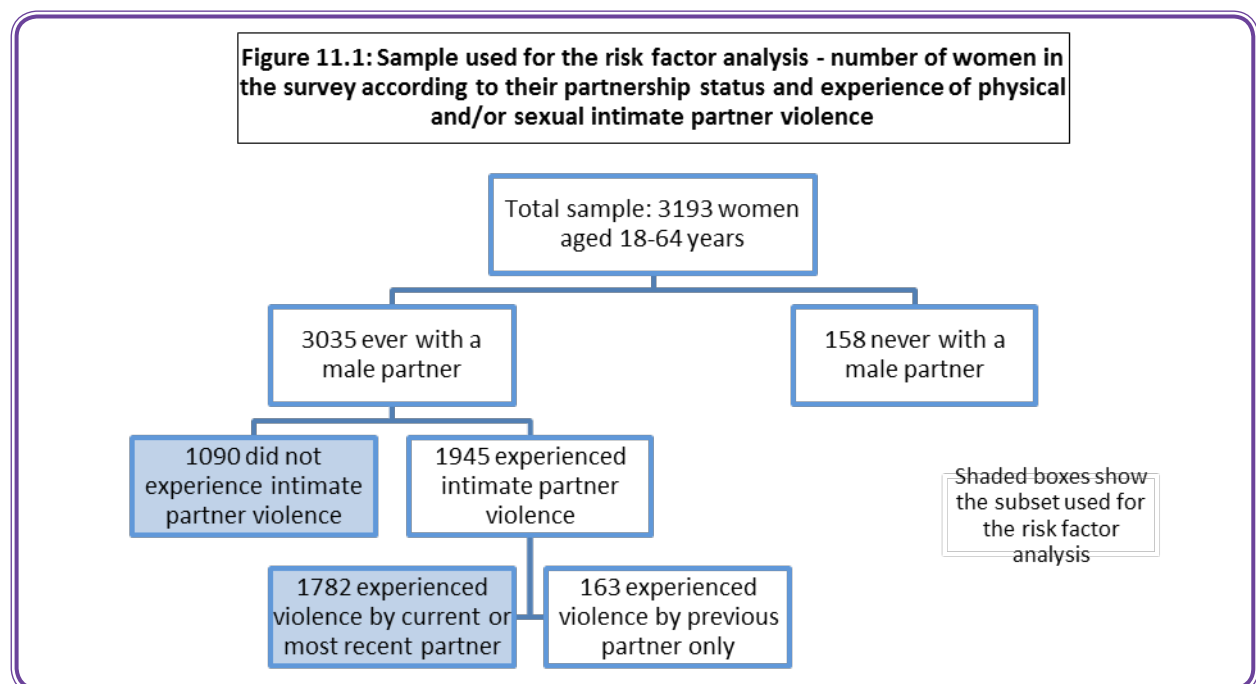 Figure 11.1: Sample used for the risk factor analysis - number of women in
the survey according to their partnership status and experience of physical
and/or sexual intimate partner violence
Total sample: 3193 women
aged 18-64 years
3035 ever with a
male partner
158 never with a
male partner
1090 did not
experience intimate
partner violence
1945 experienced
intimate partner
violence
Shaded boxes show
the subset used for
the risk factor
analysis
1782 experienced
violence by current or
most recent partner
163 experienced
violence by previous
partner only